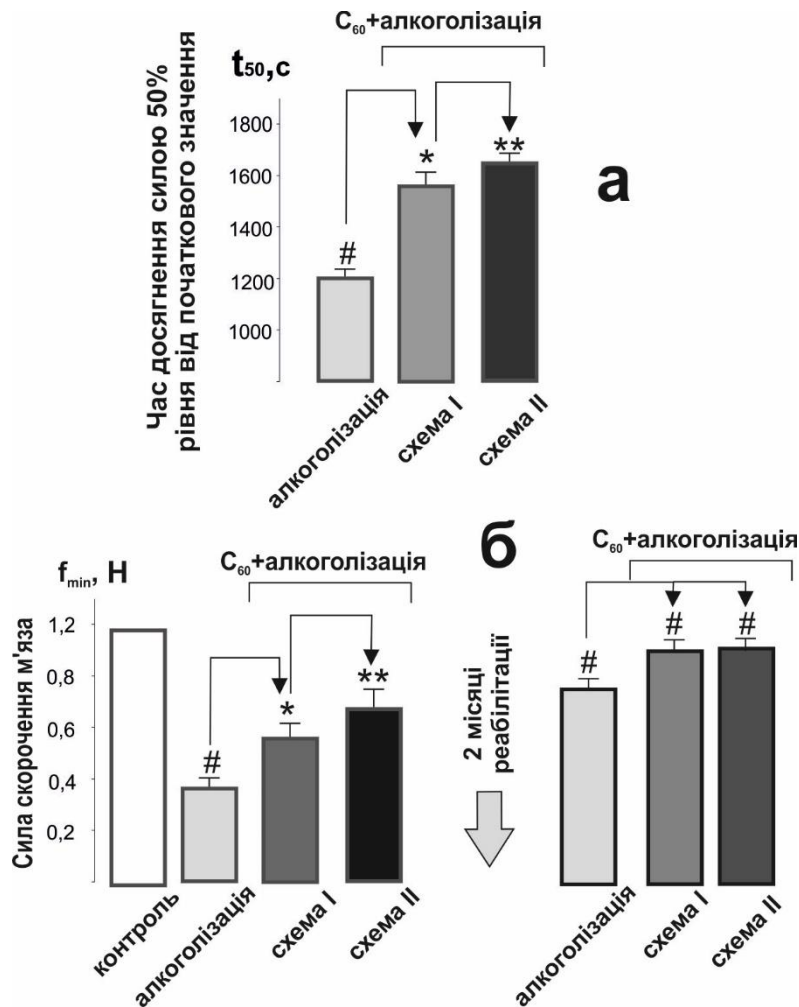 C60+алкоголізація
t50,с
Час досягнення силою 50%
рівня від початкового значення
1800
1600
1400
1200
1000
#
*
**
а
алкоголізація
схема I
схема II
б
fmin, Н
C60+алкоголізація
Сила скорочення м'яза
1,2
0,8
0,6
0,4
0,2
#
*
**
контроль
алкоголізація
схема I
схема II
2 місяці
реабілітації
C60+алкоголізація
#
#
#
алкоголізація
схема I
схема II